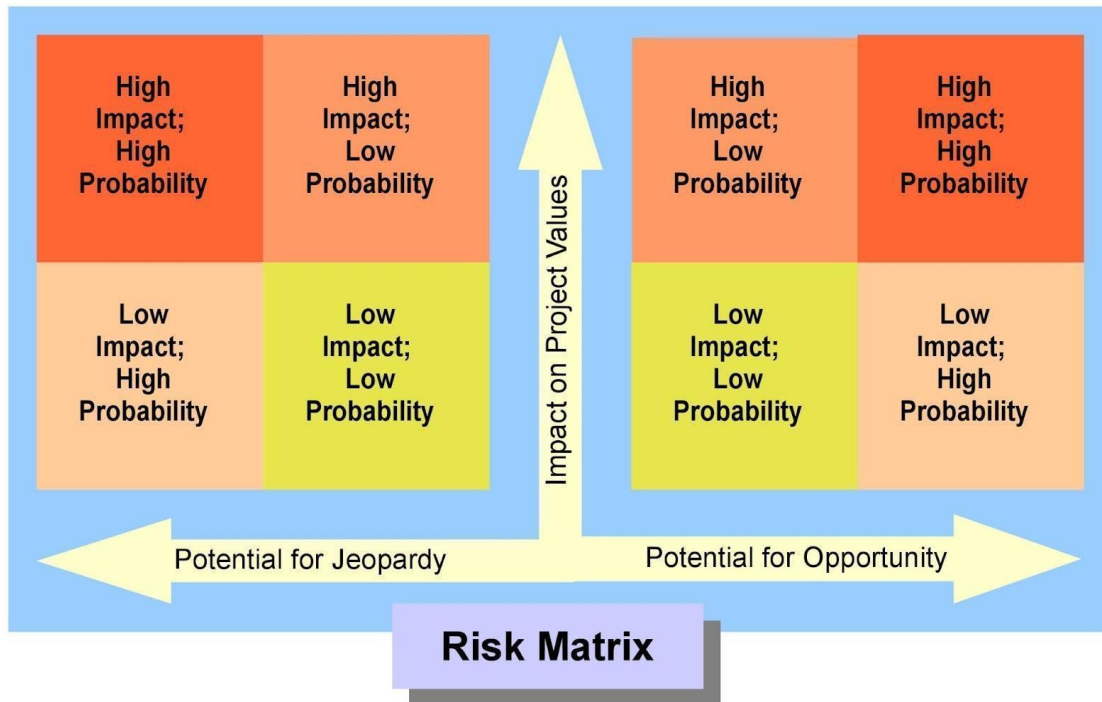 High
Impact;
High
Probability
High
Impact;
Low
Probability
Low
Impact;
High
Probability
Low
Impact;
Low
Probability
Impact on Project Values
High
Impact;
Low
Probability
High
Impact;
High
Probability
Low
Impact;
Low
Probability
Low
Impact;
High
Probability
Potential for Jeopardy
Potential for Opportunity
Risk Matrix